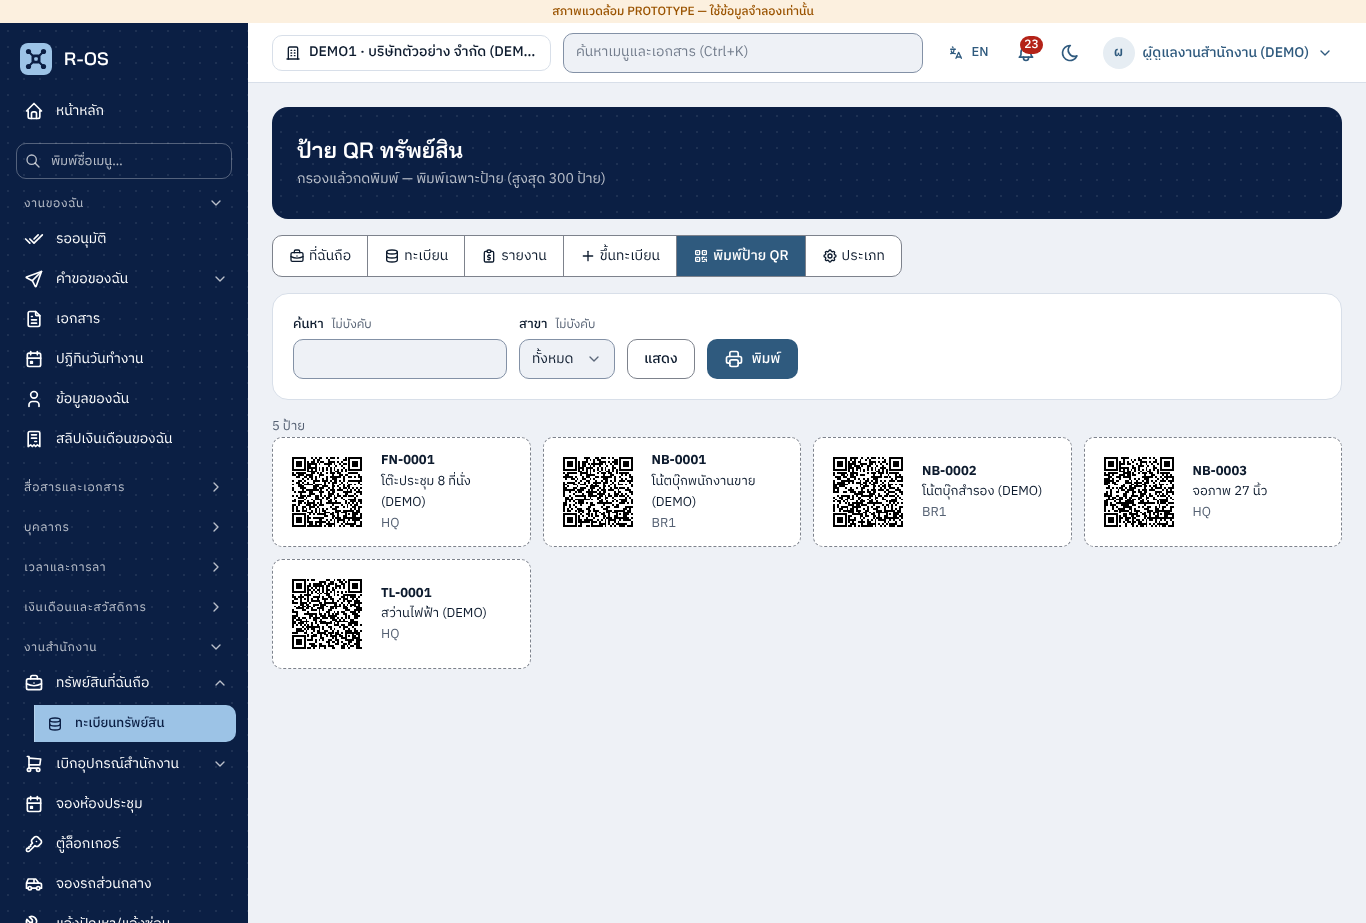 สภาพแวดล้อม PROTOTYPE — ใช้ข้อมูลจำลองเท่านั้น
R-OS
หน้าหลัก
พิมพ์ชื่อเมนู...
งานของฉัน
รออนุมัติ
คำขอของฉัน
เอกสาร
ปฏิทินวันทำงาน
ข้อมูลของฉัน
สลิปเงินเดือนของฉัน
สื่อสารและเอกสาร
บุคลากร
เวลาและการลา
เงินเดือนและสวัสดิการ
งานสำนักงาน
ทรัพย์สินที่ฉันถือ
ทะเบียนทรัพย์สิน
เบิกอุปกรณ์สำนักงาน
จองห้องประชุม
ตู้ล็อกเกอร์
จองรถส่วนกลาง
DEMO1 · บริษัทตัวอย่าง จำกัด (DEM...
ค้นหาเมนูและเอกสาร (Ctrl+K)
EN
23
ผ
ผู้ดูแลงานสำนักงาน (DEMO)
ป้าย QR ทรัพย์สิน
กรองแล้วกดพิมพ์ — พิมพ์เฉพาะป้าย (สูงสุด 300 ป้าย)
ที่ฉันถือ
ทะเบียน
รายงาน
ขึ้นทะเบียน
พิมพ์ป้าย QR
ประเภท
ค้นหา ไม่บังคับ
สาขา ไม่บังคับ
ทั้งหมด
แสดง
พิมพ์
5 ป้าย
FN-0001
โต๊ะประชุม 8 ที่นั่ง
(DEMO)
HQ
NB-0001
โน้ตบุ๊กพนักงานขาย
(DEMO)
BR1
NB-0002
โน้ตบุ๊กสำรอง (DEMO)
BR1
NB-0003
จอภาพ 27 นิ้ว
HQ
TL-0001
สว่านไฟฟ้า (DEMO)
HQ